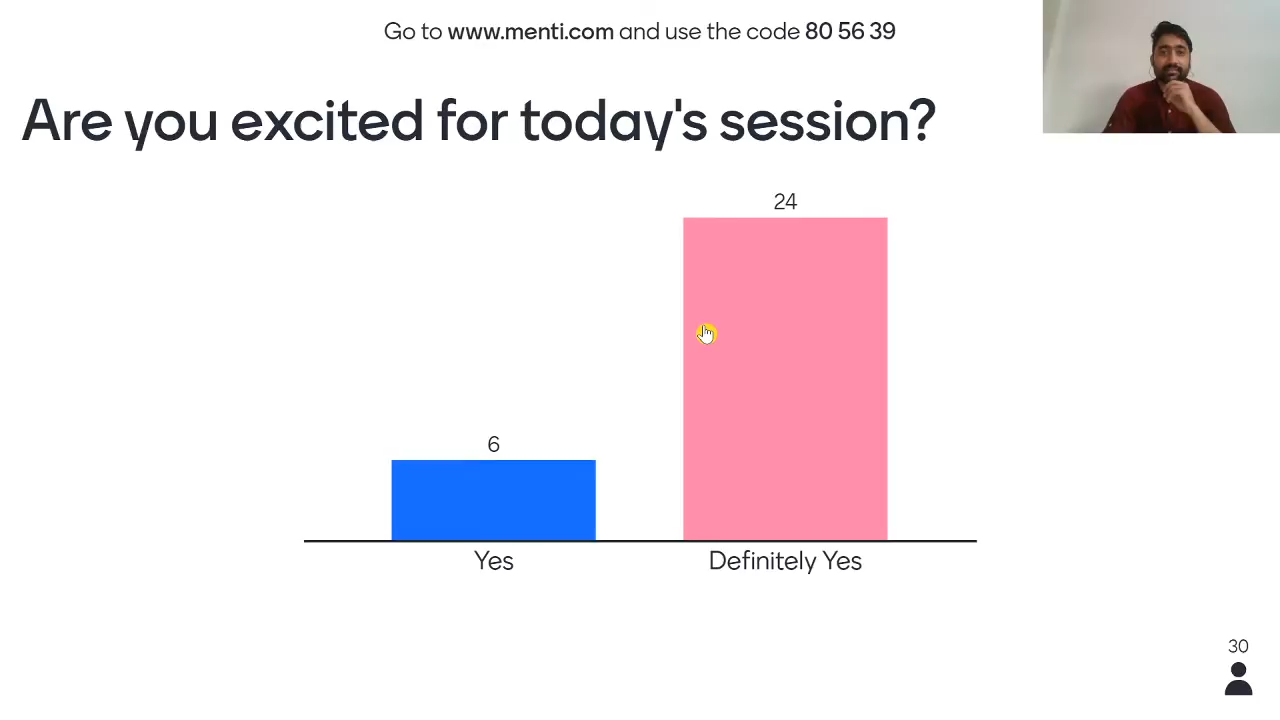 Go to www.menti.com and use the code 80 56 39
Are you excited for today's session?
24
6
Yes
Definitely Yes
30